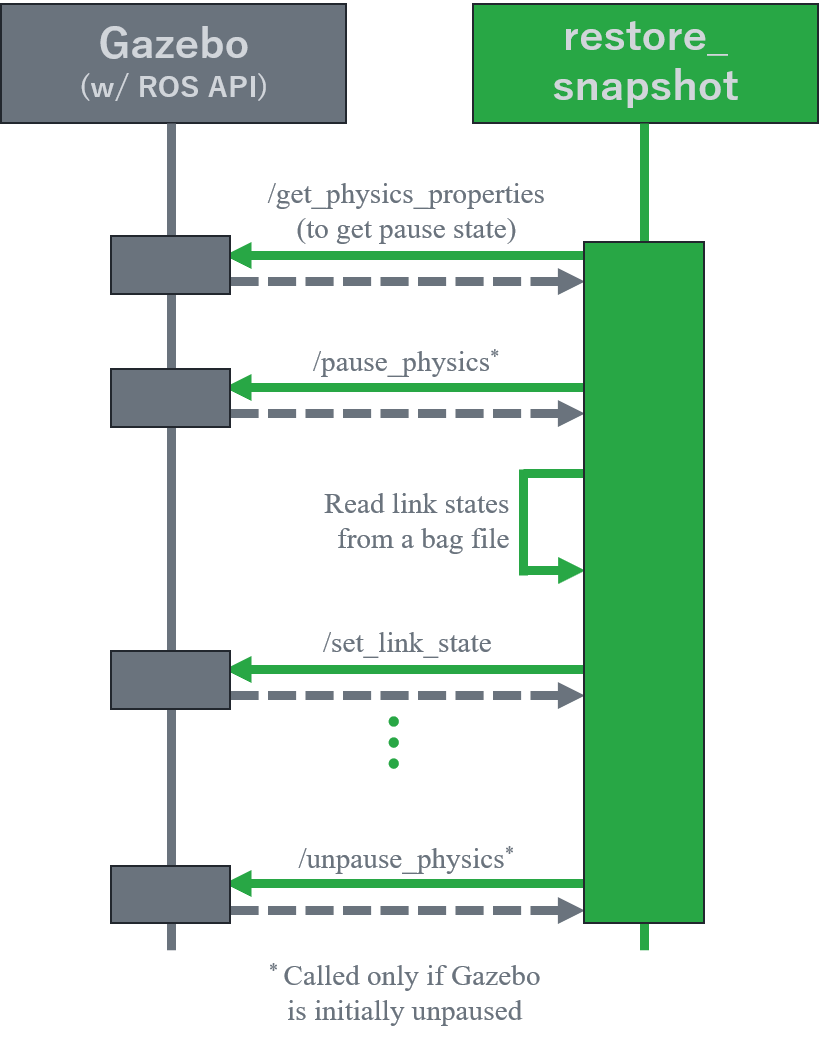 Gazebo
(w/ ROS API)
restore_
snapshot
/get_physics_properties
(to get pause state)
/pause_physics*
Read link states
from a bag file
/set_link_state
/unpause_physics*
* Called only if Gazebo
is initially unpaused